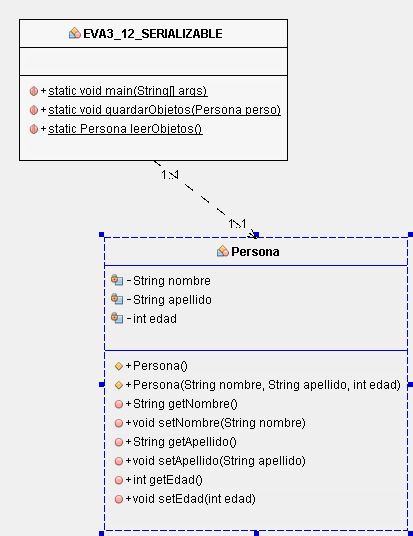 EVA3_12_SERIALIZABLE
+ static void main(String[] args)
+ static void guardarObjetos(Persona perso)
+ static Persona leerObjetos()
1:1
1:1
Persona
- String nombre
- String apellido
- int edad
+ Persona()
+ Persona(String nombre, String apellido, int edad)
+ String getNombre()
+ void setNombre(String nombre)
+ String getApellido()
+ void setApellido(String apellido)
+ int getEdad()
+ void setEdad(int edad)